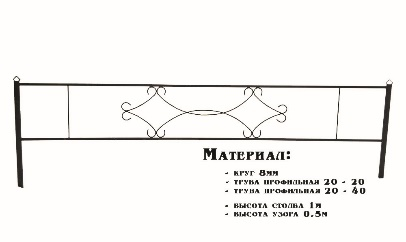 Материал:
- круг 8мм
- труба профильная 20 - 20
- труба профильная 20 - 40
- высота столба 1м
- высота узора 0.5м